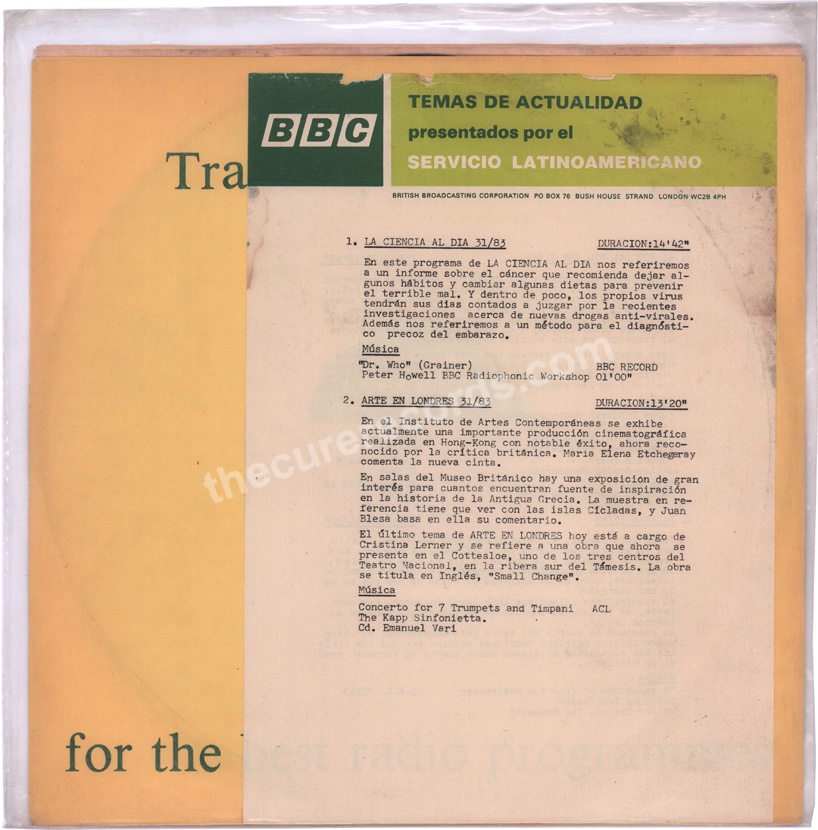 BBC
TEMAS DE ACTUALIDAD
presentados por el
SERVICIO LATINOAMERICANO
BRITISH BROADCASTING CORPORATION PO BOX 76 BUSH HOUSE STRAND LONDON WC2B 4PH
Tra
1. LA CIENCIA AL DIA 31/83 DURACION:14'42"
En este programa de LA CIENCIA AL DIA nos referiremos
a un informe sobre el cáncer que recomienda dejar al-
gunos hábitos y cambiar algunas dietas para prevenir
el terrible mal. Y dentro de poco, los propios virus
tendrán sus días contados a juzgar por la recientes
investigaciones acerca de nuevas drogas anti-virales.
Además nos referiremos a un método para el diagnósti-
co precoz del embarazo.
Música
"Dr. Who" (Grainer) BBC RECORD
Peter Howell BBC Radiophonic Workshop 01'00"
2. ARTE EN LONDRES 31/83 DURACION:13'20"
En el Instituto de Artes Contemporáneas se exhibe
actualmente una importante producción cinematográfica
realizada en Hong-Kong con notable éxito, ahora reco-
nocido por la crítica británica. María Elena Etchegaray
comenta la nueva cinta.
En salas del Museo Británico hay una exposición de gran
interés para cuantos encuentran fuente de inspiración
en la historia de la Antigua Grecia. La muestra en re-
ferencia tiene que ver con las islas Cícladas, y Juan
Blesa basa en ella su comentario.
El último tema de ARTE EN LONDRES hoy está a cargo de
Cristina Lerner y se refiere a una obra que ahora se
presenta en el Cottesloe, uno de los tres centros del
Teatro Nacional, en la ribera sur del Támesis. La obra
se titula en Inglés, "Small Change".
Música
Concerto for 7 Trumpets and Timpani ACL
The Kapp Sinfonietta.
Cd. Emanuel Vari
for the best radio programmes
thecurerecords.com